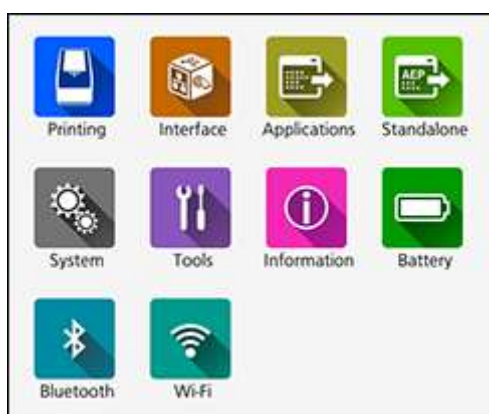 Printing Interface Applications Standalone
AEP
System Tools Information Battery
Bluetooth Wi-Fi